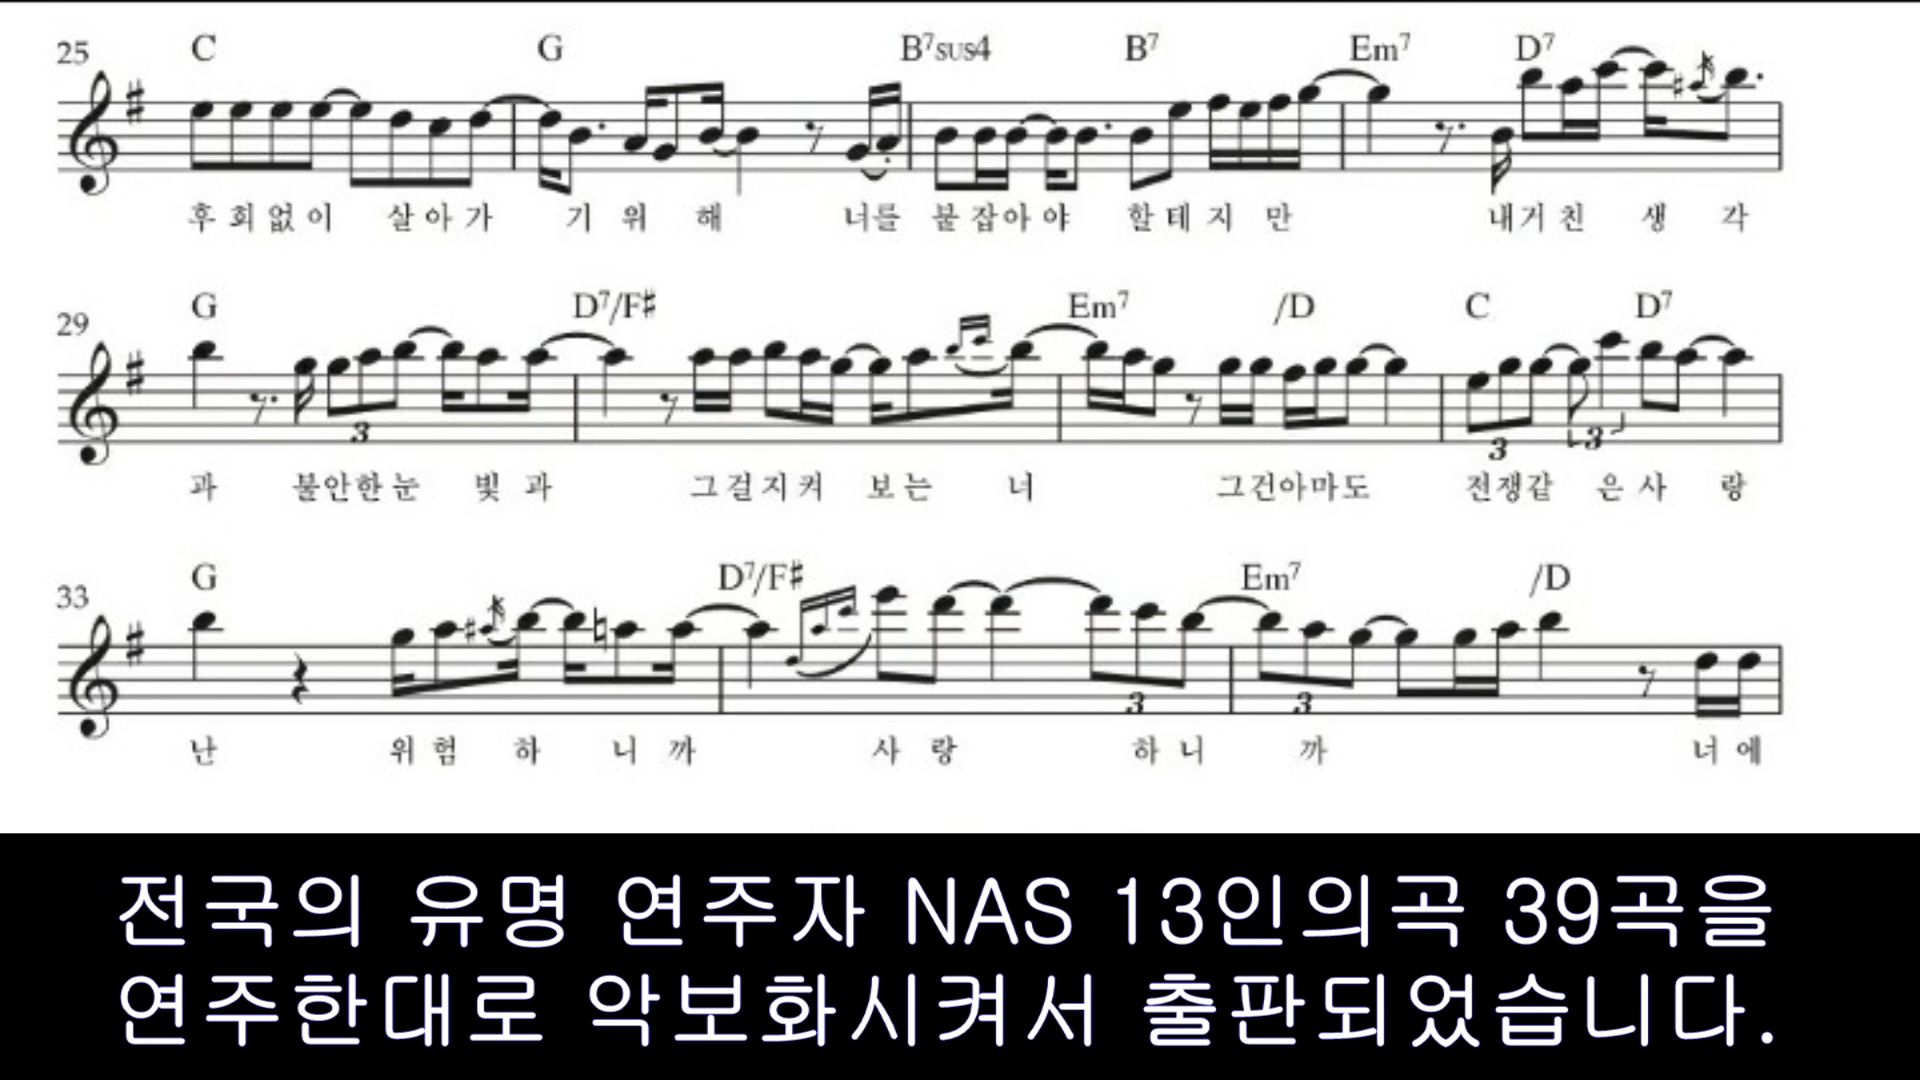 25 C G B7sus4 B7 Em7 D7
후 회 없 이 살 아 가 기 위 해 너를 붙 잡아 야 할 테 지 만 내거 친 생 각
29 G D7/F♯ Em7 /D C D7
3 3 3
과 불안한 눈 빛 과 그 걸 지 켜 보 는 너 그건아마도 전쟁같 은 사 랑
33 G D7/F♯ Em7 /D
3 3
난 위 험 하 니 까 사 랑 하 니 까 너 에
전국의 유명 연주자 NAS 13인의곡 39곡을
연주한대로 악보화시켜서 출판되었습니다.